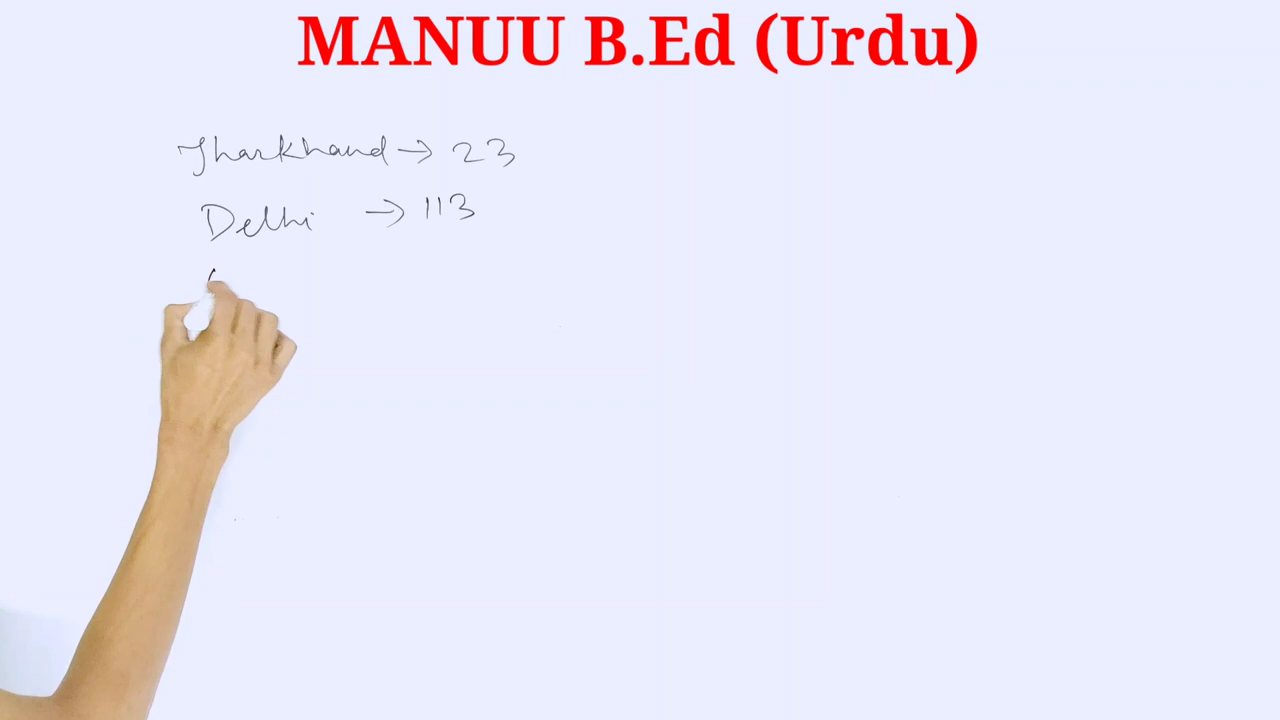 MANUU B.Ed (Urdu)
Jharkhand → 23
Delhi → 113